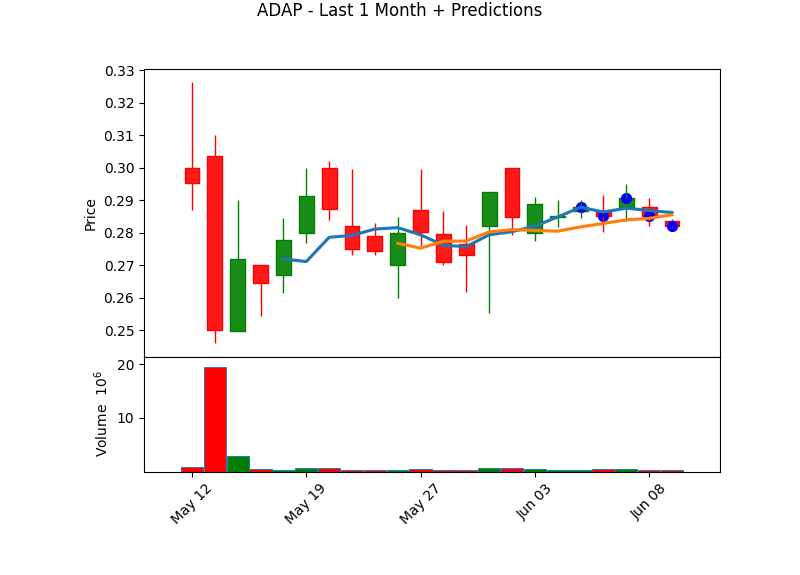 ADAP - Last 1 Month + Predictions
0.33
0.32
0.31
0.30
0.29
0.28
0.27
0.26
0.25
Price
20
10
Volume 10^6
May 12
May 19
May 27
Jun 03
Jun 08